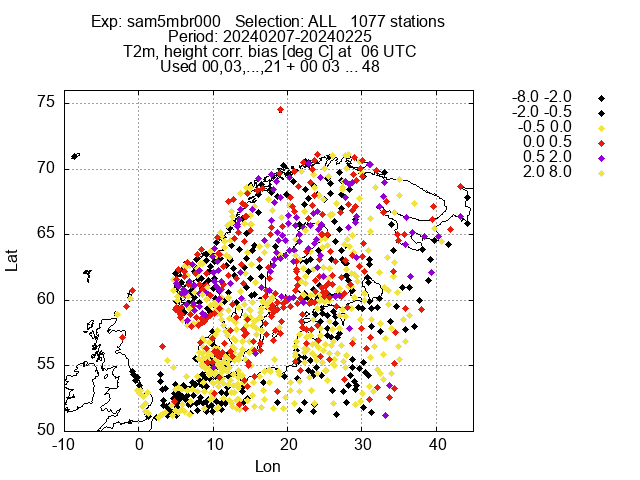 Exp: sam5mbr000 Selection: ALL 1077 stations
Period: 20240207-20240225
T2m, height corr. bias [deg C] at 06 UTC
Used 00,03,...,21 + 00 03 ... 48
-8.0 -2.0
-2.0 -0.5
-0.5 0.0
0.0 0.5
0.5 2.0
2.0 8.0
75
70
65
60
55
50
Lat
-10 0 10 20 30 40
Lon